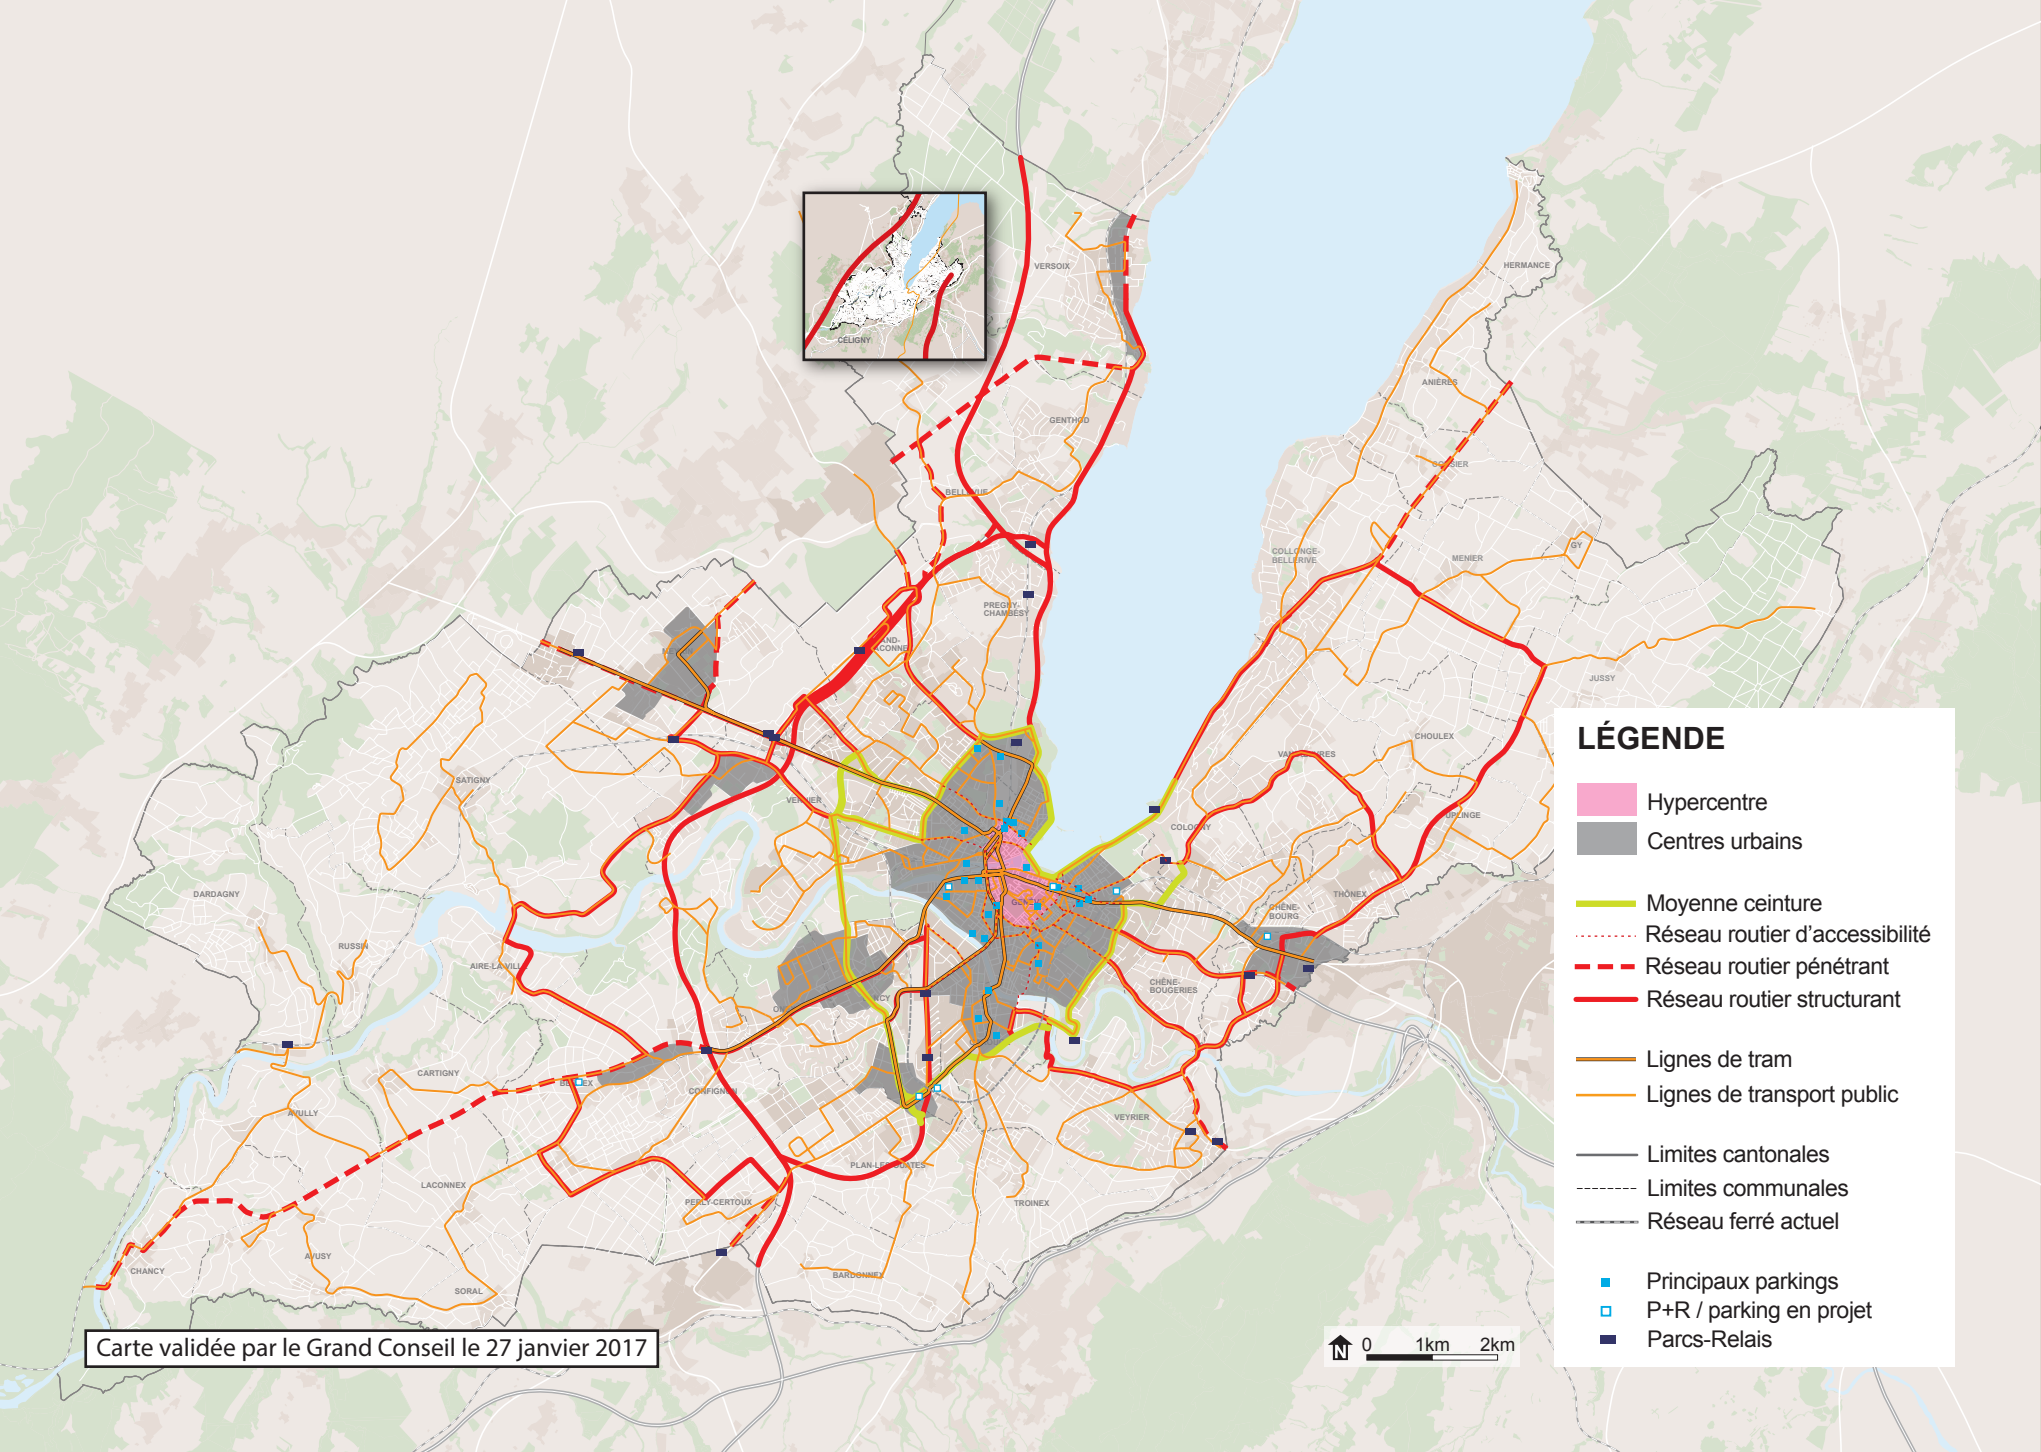 CÉLIGNY
VERSOIX
HERMANCE
ANIÈRES
GENTHOD
BELLEVUE
COLLONGE-
BELLERIVE
MENIER
GY
PREGNY-
CHAMBÉSY
JUSSY
CHOULEX
SATIGNY
VERNIER
COLOGNY
DARDAGNY
THÔNEX
CHÊNE-
BOURG
RUSSIN
AIRE-LA-VILLE
CHÊNE-
BOUGERIES
CARTIGNY
CONFIGNON
AVULLY
VEYRIER
PLAN-LES-OUATES
LACONNEX
PERLY-CERTOUX
TROINEX
AVUSY
CHANCY
BARDONNEX
SORAL
LÉGENDE
Hypercentre
Centres urbains
Moyenne ceinture
Réseau routier d'accessibilité
Réseau routier pénétrant
Réseau routier structurant
Lignes de tram
Lignes de transport public
Limites cantonales
Limites communales
Réseau ferré actuel
Principaux parkings
P+R / parking en projet
Parcs-Relais
N 0 1km 2km
Carte validée par le Grand Conseil le 27 janvier 2017